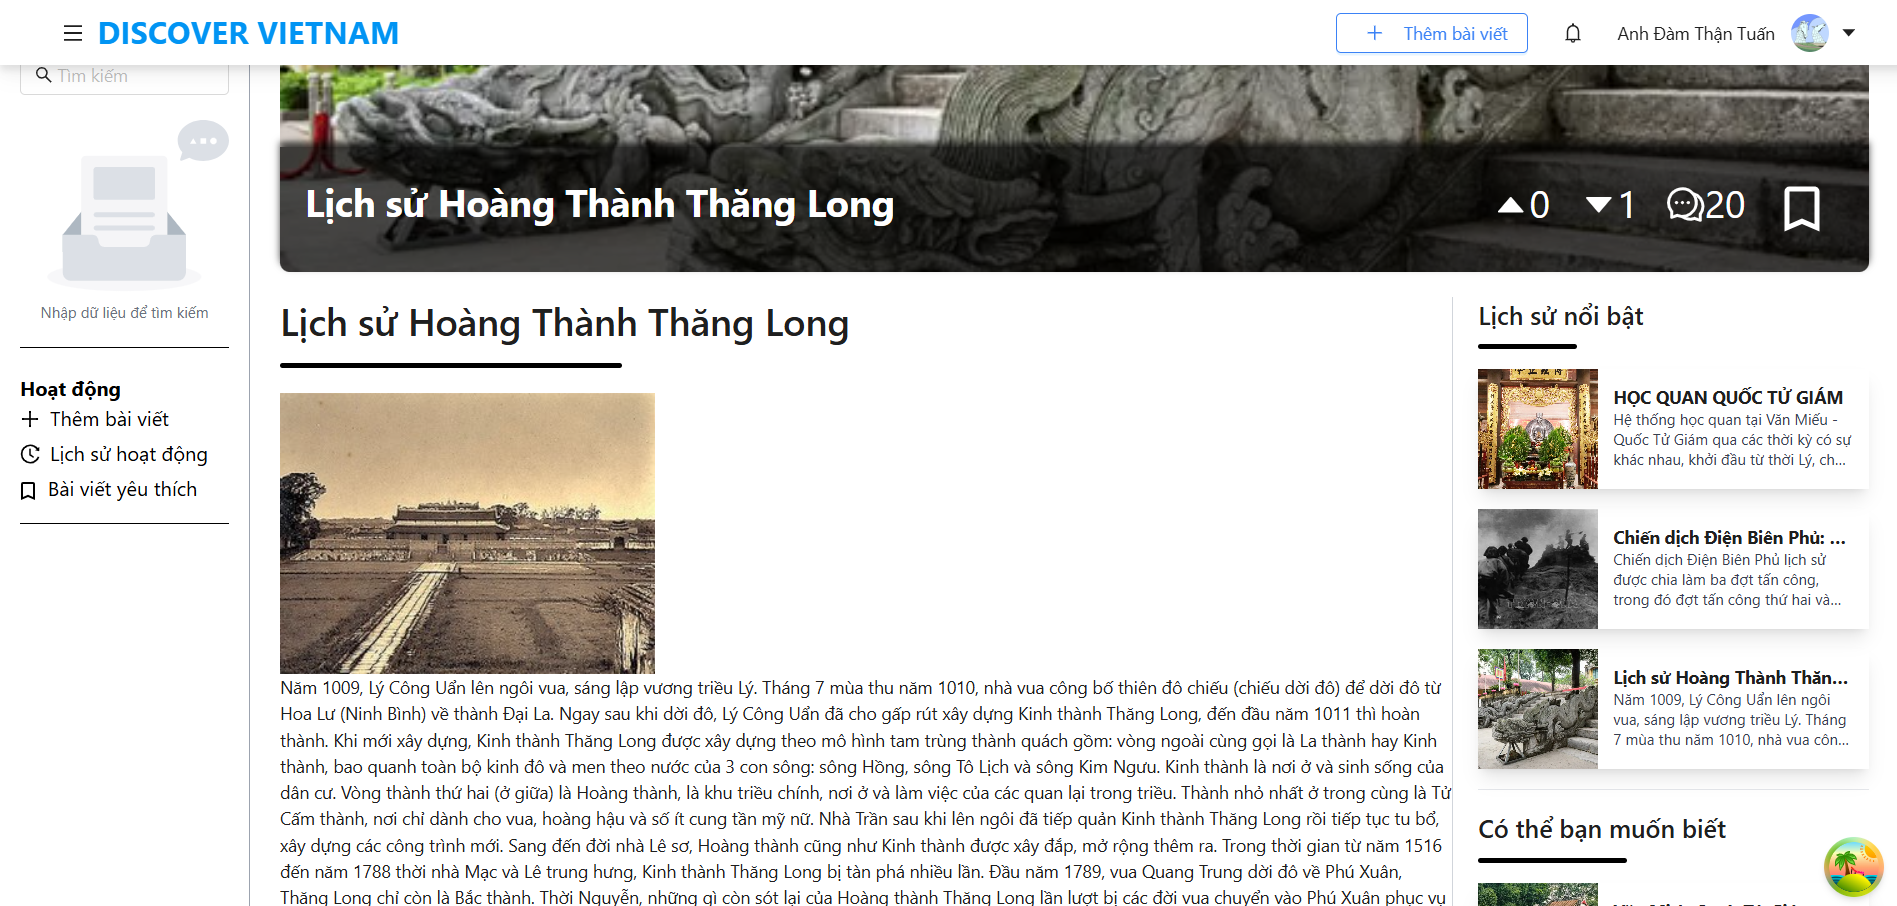 DISCOVER VIETNAM
Thêm bài viết
Anh Đàm Thận Tuấn
Tìm kiếm
Nhập dữ liệu để tìm kiếm
Hoạt động
Thêm bài viết
Lịch sử hoạt động
Bài viết yêu thích
Lịch sử Hoàng Thành Thăng Long
0
1
20
Lịch sử Hoàng Thành Thăng Long
Năm 1009, Lý Công Uẩn lên ngôi vua, sáng lập vương triều Lý. Tháng 7 mùa thu năm 1010, nhà vua công bố thiên đô chiếu (chiếu dời đô) để dời đô từ
Hoa Lư (Ninh Bình) về thành Đại La. Ngay sau khi dời đô, Lý Công Uẩn đã cho gấp rút xây dựng Kinh thành Thăng Long, đến đầu năm 1011 thì hoàn
thành. Khi mới xây dựng, Kinh thành Thăng Long được xây dựng theo mô hình tam trùng thành quách gồm: vòng ngoài cùng gọi là La thành hay Kinh
thành, bao quanh toàn bộ kinh đô và men theo nước của 3 con sông: sông Hồng, sông Tô Lịch và sông Kim Ngưu. Kinh thành là nơi ở và sinh sống của
dân cư. Vòng thành thứ hai (ở giữa) là Hoàng thành, là khu triều chính, nơi ở và làm việc của các quan lại trong triều. Thành nhỏ nhất ở trong cùng là Tử
Cấm thành, nơi chỉ dành cho vua, hoàng hậu và số ít cung tần mỹ nữ. Nhà Trần sau khi lên ngôi đã tiếp quản Kinh thành Thăng Long rồi tiếp tục tu bổ,
xây dựng các công trình mới. Sang đến đời nhà Lê sơ, Hoàng thành cũng như Kinh thành được xây đắp, mở rộng thêm ra. Trong thời gian từ năm 1516
đến năm 1788 thời nhà Mạc và Lê trung hưng, Kinh thành Thăng Long bị tàn phá nhiều lần. Đầu năm 1789, vua Quang Trung dời đô về Phú Xuân,
Thăng Long chỉ còn là Bắc thành. Thời Nguyễn, những gì còn sót lại của Hoàng thành Thăng Long lần lượt bị các đời vua chuyển vào Phú Xuân phục vụ
Lịch sử nổi bật
HỌC QUAN QUỐC TỬ GIÁM
Hệ thống học quan tại Văn Miếu -
Quốc Tử Giám qua các thời kỳ có sự
khác nhau, khởi đầu từ thời Lý, ch...
Chiến dịch Điện Biên Phủ: ...
Chiến dịch Điện Biên Phủ lịch sử
được chia làm ba đợt tấn công,
trong đó đợt tấn công thứ hai và...
Lịch sử Hoàng Thành Thăn...
Năm 1009, Lý Công Uẩn lên ngôi
vua, sáng lập vương triều Lý. Tháng
7 mùa thu năm 1010, nhà vua côn...
Có thể bạn muốn biết